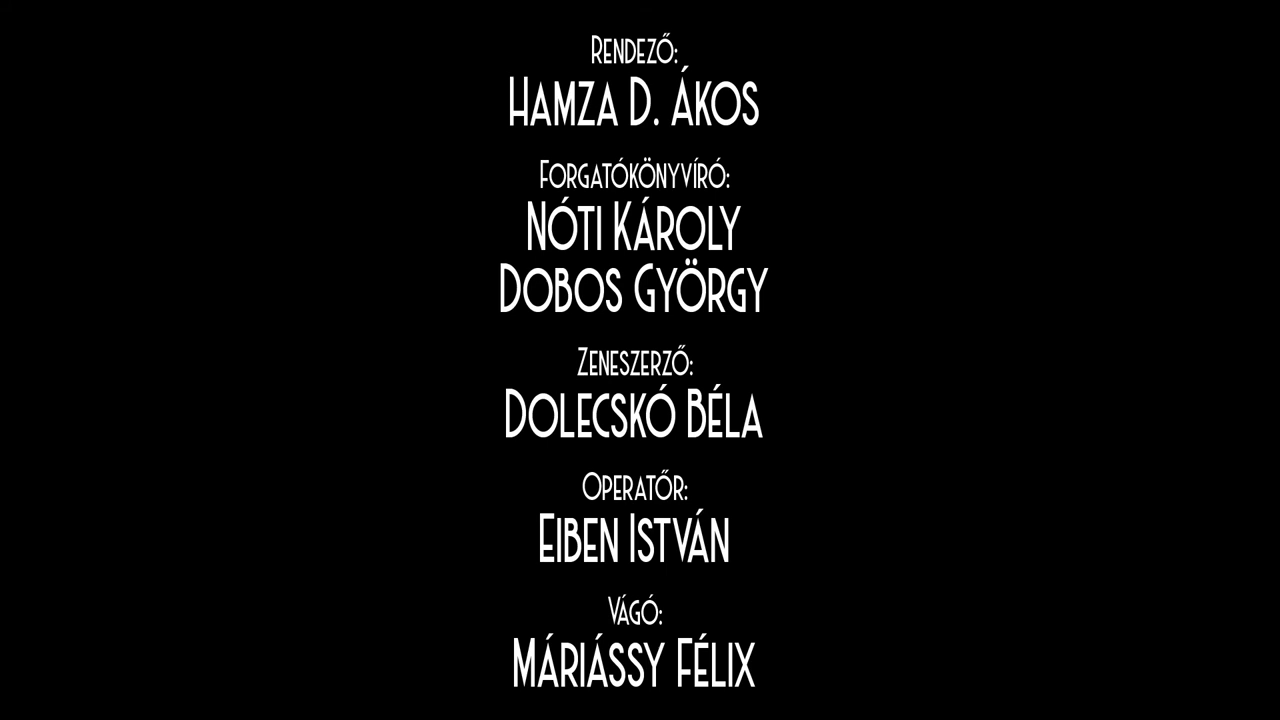 Rendező:
Hamza D. Ákos
Forgatókönyvíró:
Nóti Károly
Dobos György
Zeneszerző:
Dolecskó Béla
Operatőr:
Eiben István
Vágó:
Máriássy Félix